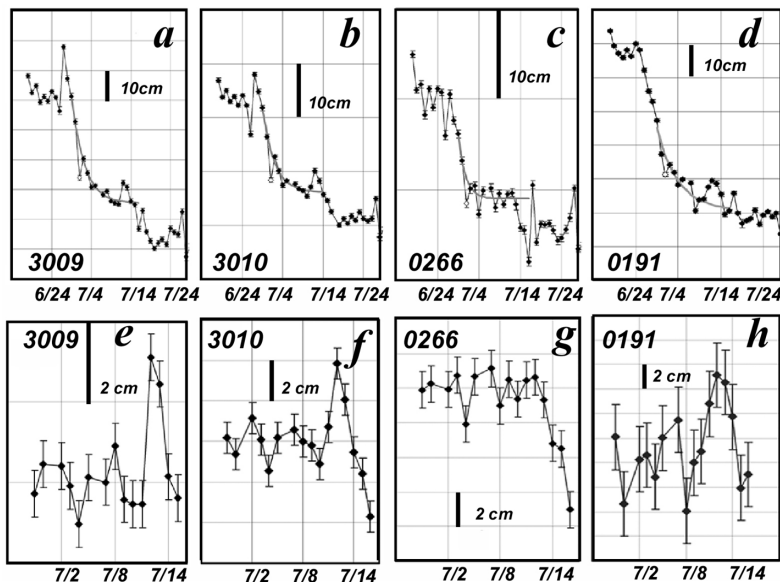 a b c d
10cm 10cm 10cm 10cm
3009 3010 0266 0191
6/24 7/4 7/14 7/24 6/24 7/4 7/14 7/24 6/24 7/4 7/14 7/24 6/24 7/4 7/14 7/24
3009 e 3010 f 0266 g 0191 h
2 cm 2 cm 2 cm
2 cm
7/2 7/8 7/14 7/2 7/8 7/14 7/2 7/8 7/14 7/2 7/8 7/14